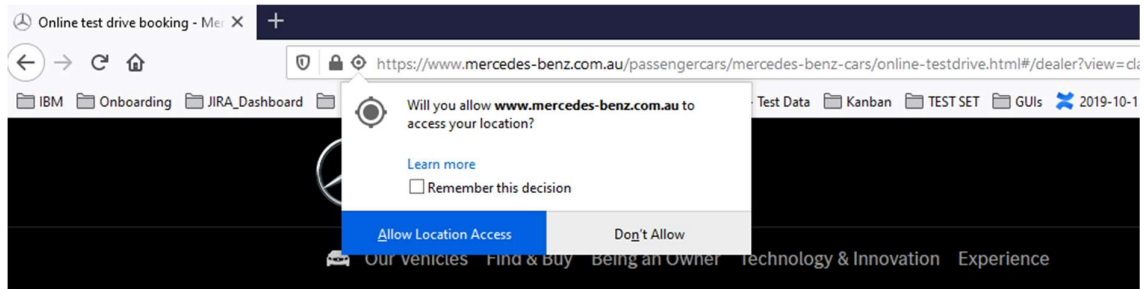 Online test drive booking - Mer
https://www.mercedes-benz.com.au/passengercars/mercedes-benz-cars/online-testdrive.html#/dealer?view=cla
IBM Onboarding JIRA_Dashboard - Test Data Kanban TEST SET GUIs 2019-10-1
Will you allow www.mercedes-benz.com.au to
access your location?
Learn more
Remember this decision
Allow Location Access Don't Allow
Our Vehicles Find & Buy Being an Owner Technology & Innovation Experience